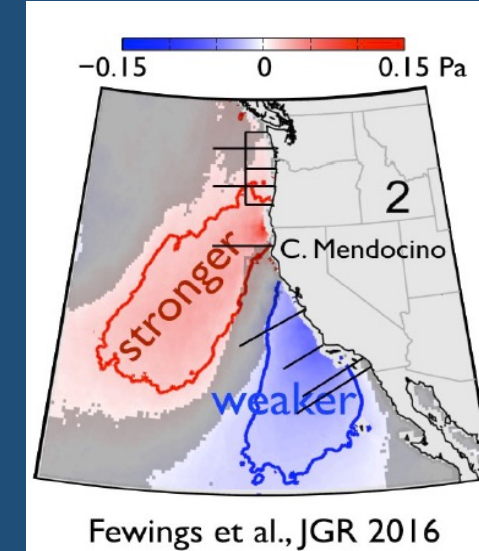 −0.15 0 0.15 Pa
2
C. Mendocino
stronger
weaker
Fewings et al., JGR 2016